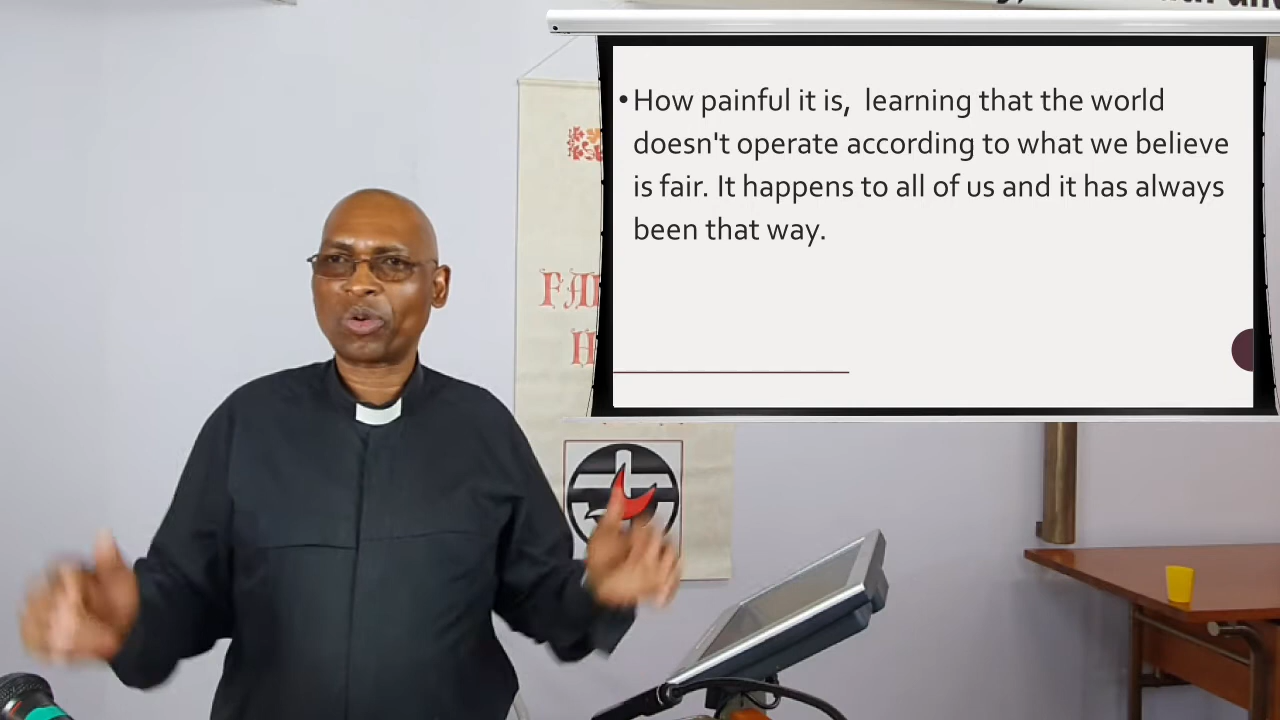 • How painful it is, learning that the world
doesn't operate according to what we believe
is fair. It happens to all of us and it has always
been that way.